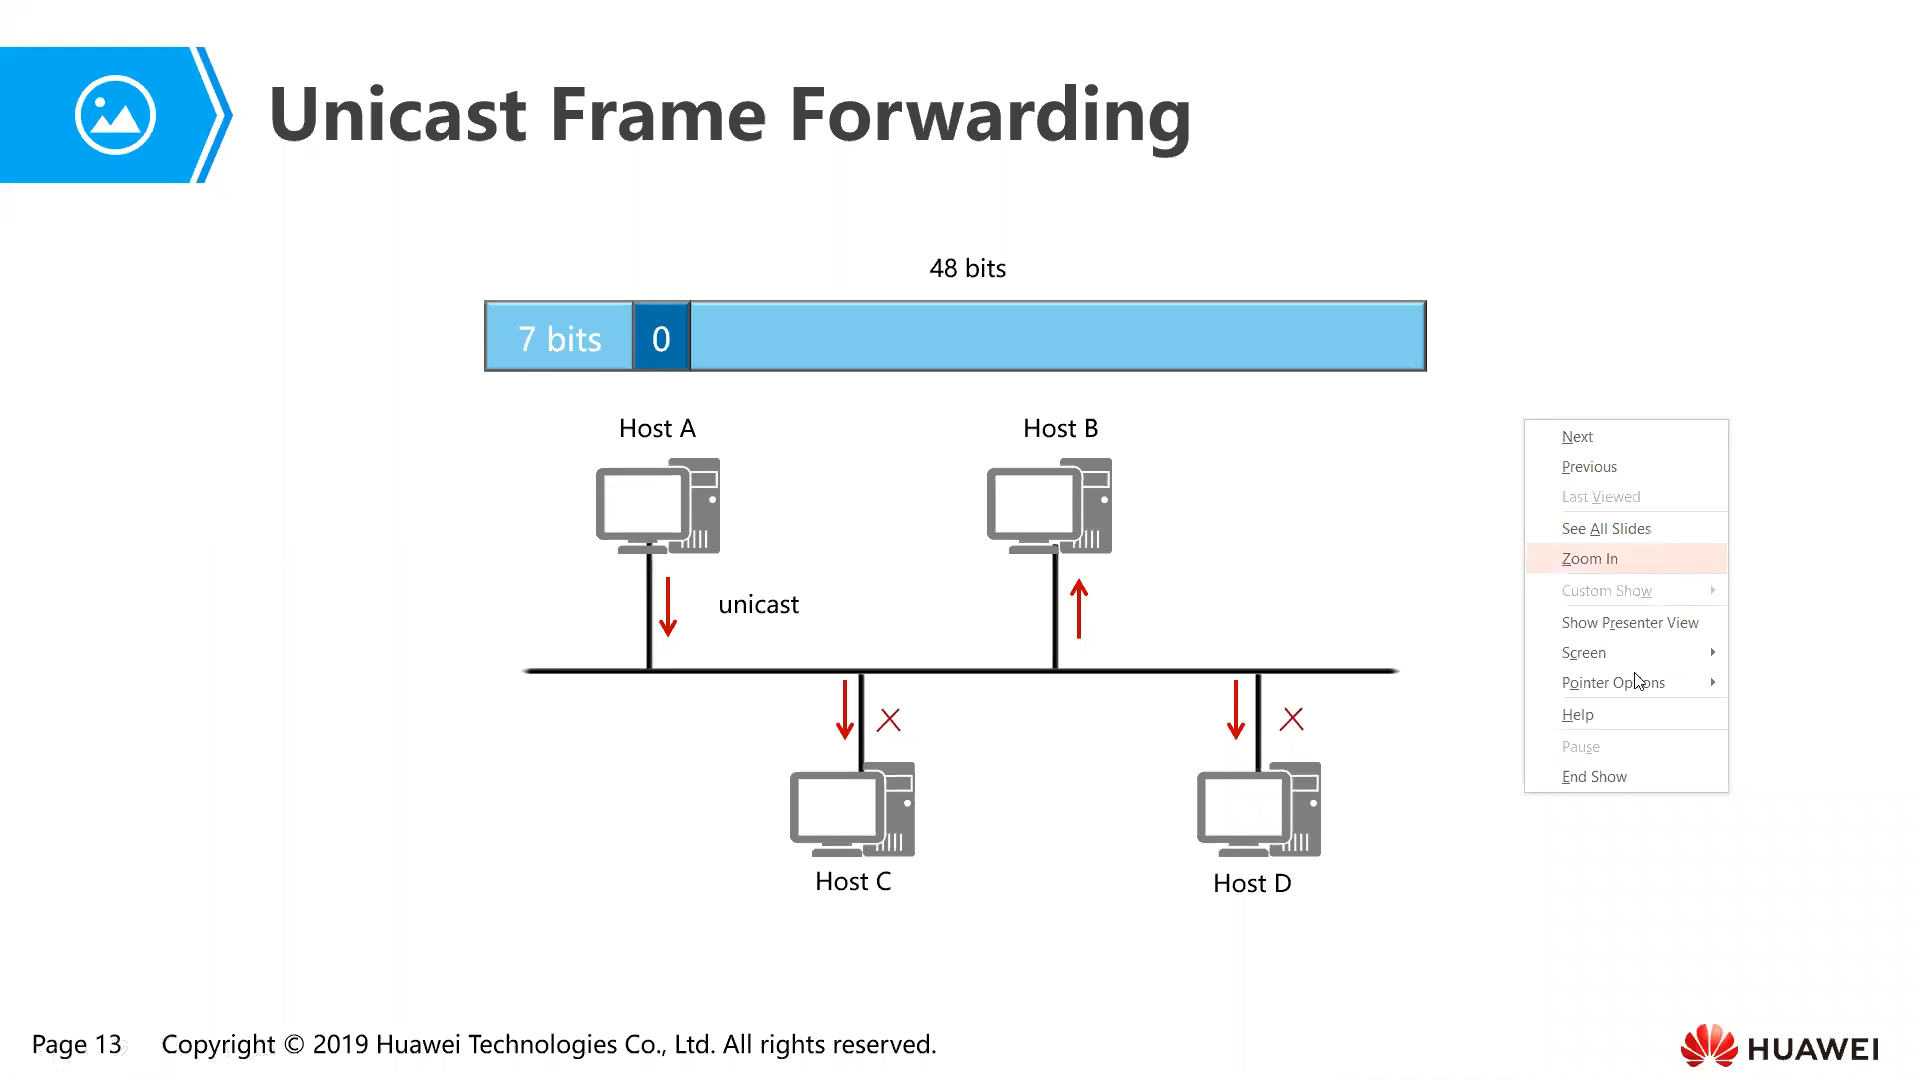 Unicast Frame Forwarding
48 bits
7 bits
0
Host A
Host B
unicast
Host C
Host D
Next
Previous
Last Viewed
See All Slides
Zoom In
Custom Show
Show Presenter View
Screen
Pointer Options
Help
Pause
End Show
Page 13
Copyright © 2019 Huawei Technologies Co., Ltd. All rights reserved.
HUAWEI